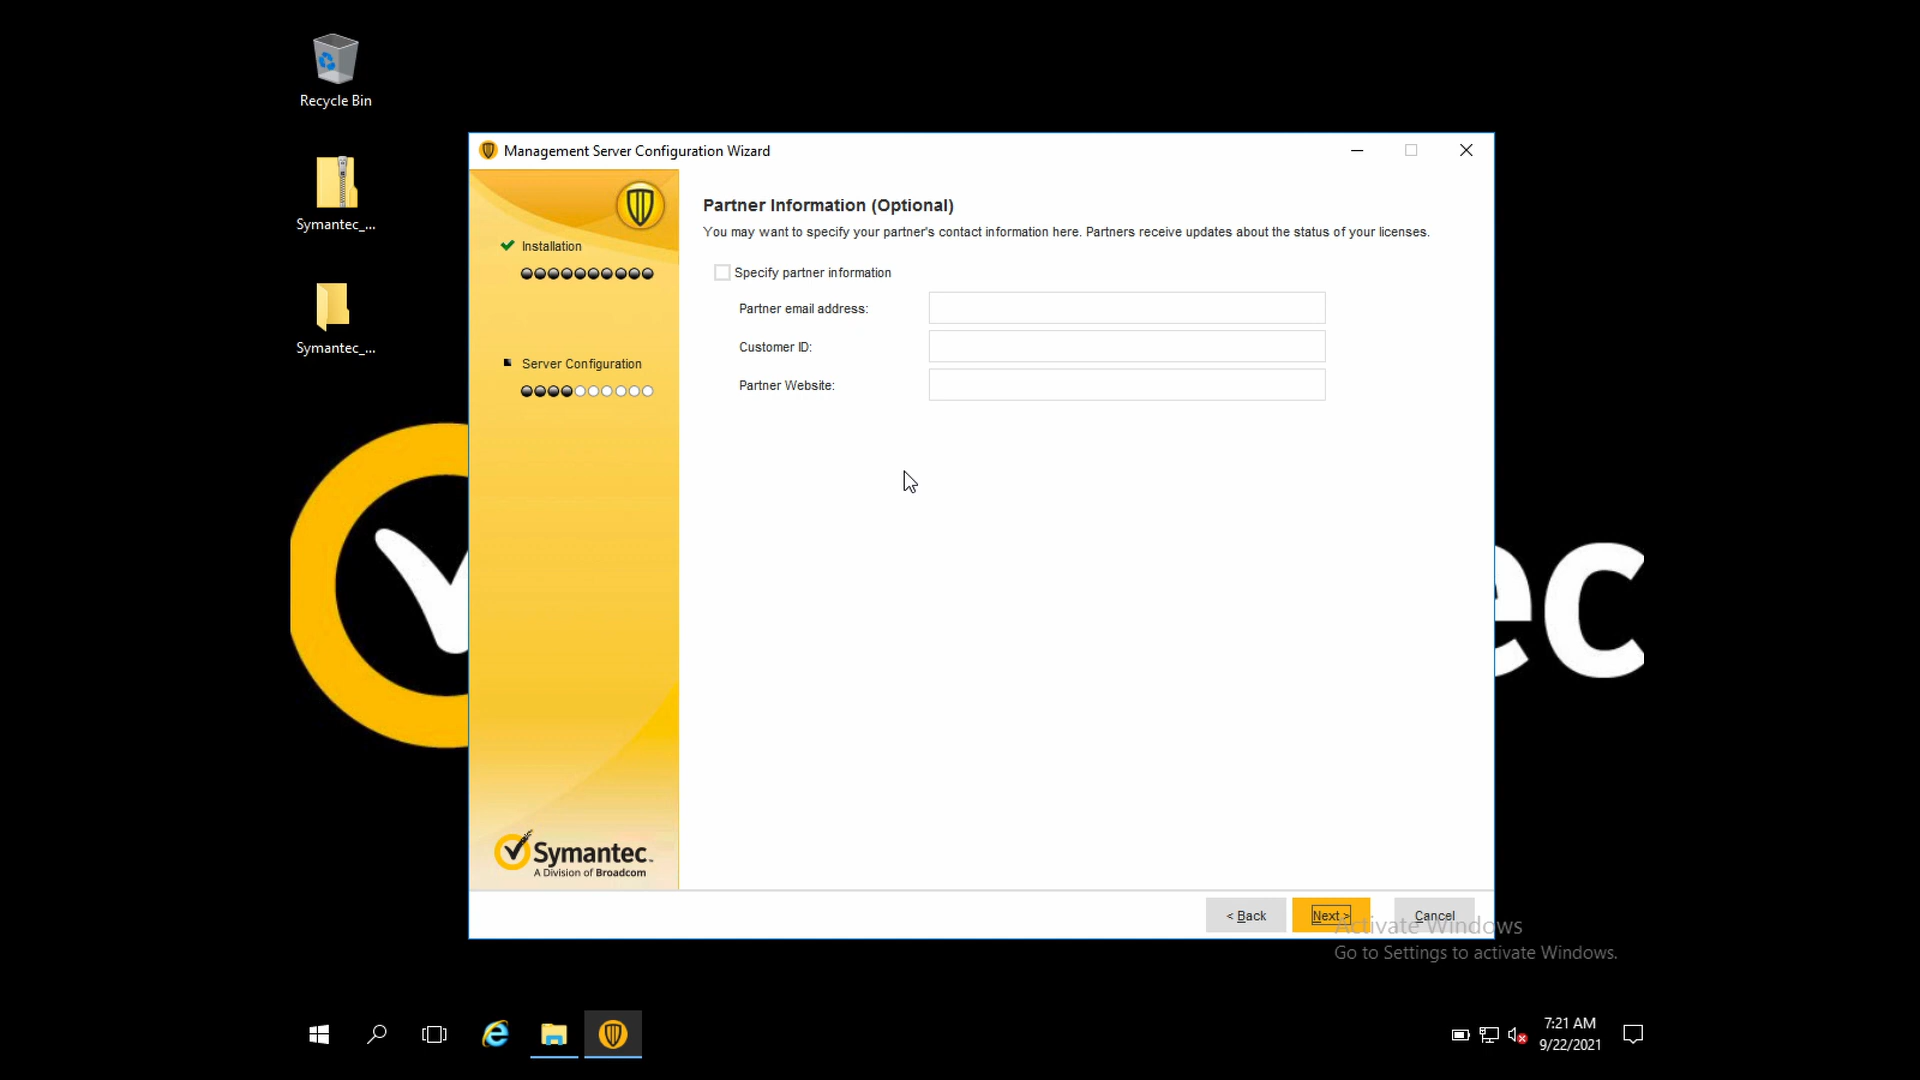 Recycle Bin
Symantec_...
Symantec_...
Management Server Configuration Wizard
Installation
Server Configuration
Symantec™
A Division of Broadcom
Partner Information (Optional)
You may want to specify your partner's contact information here. Partners receive updates about the status of your licenses.
Specify partner information
Partner email address:
Customer ID:
Partner Website:
< Back
Next >
Cancel
ec
Activate Windows
Go to Settings to activate Windows.
7:21 AM
9/22/2021